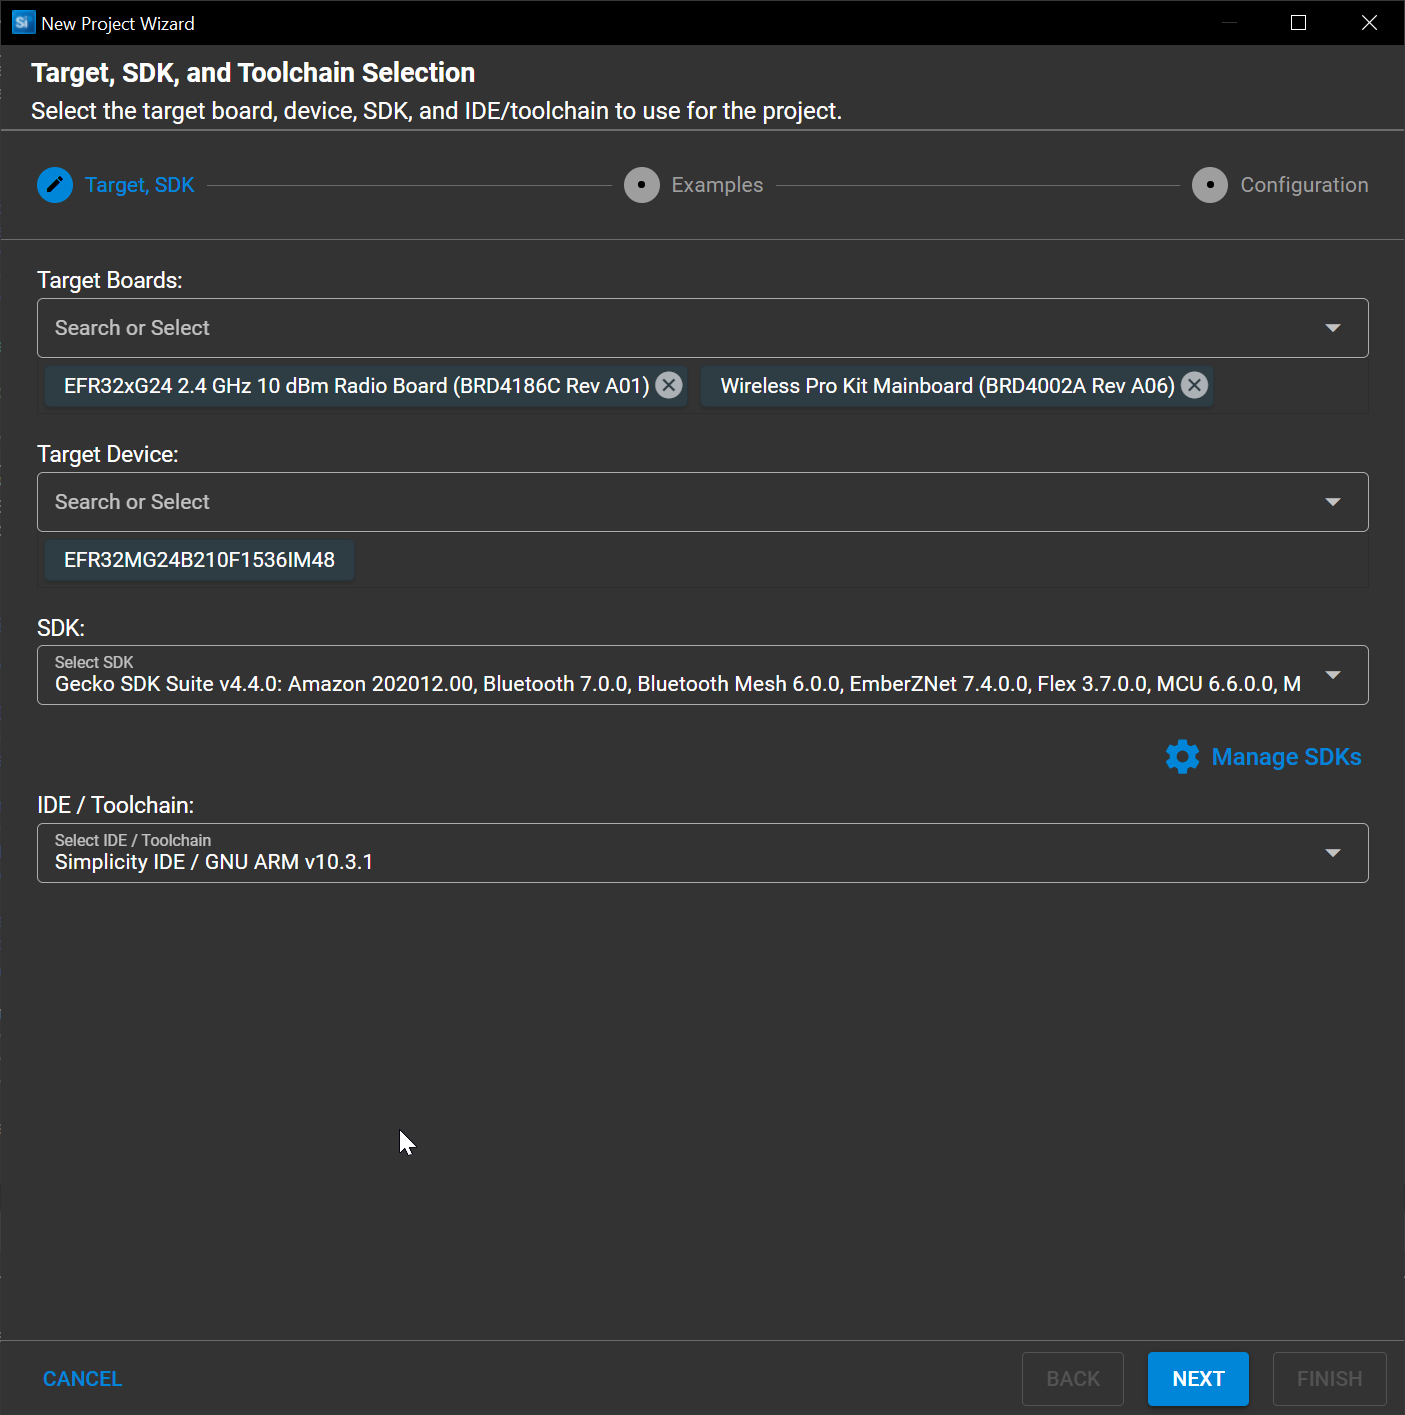 Si New Project Wizard
Target, SDK, and Toolchain Selection
Select the target board, device, SDK, and IDE/toolchain to use for the project.
Target, SDK Examples Configuration
Target Boards:
Search or Select
EFR32xG24 2.4 GHz 10 dBm Radio Board (BRD4186C Rev A01) Wireless Pro Kit Mainboard (BRD4002A Rev A06)
Target Device:
Search or Select
EFR32MG24B210F1536IM48
SDK:
Select SDK
Gecko SDK Suite v4.4.0: Amazon 202012.00, Bluetooth 7.0.0, Bluetooth Mesh 6.0.0, EmberZNet 7.4.0.0, Flex 3.7.0.0, MCU 6.6.0.0, M
Manage SDKs
IDE / Toolchain:
Select IDE / Toolchain
Simplicity IDE / GNU ARM v10.3.1
CANCEL BACK NEXT FINISH